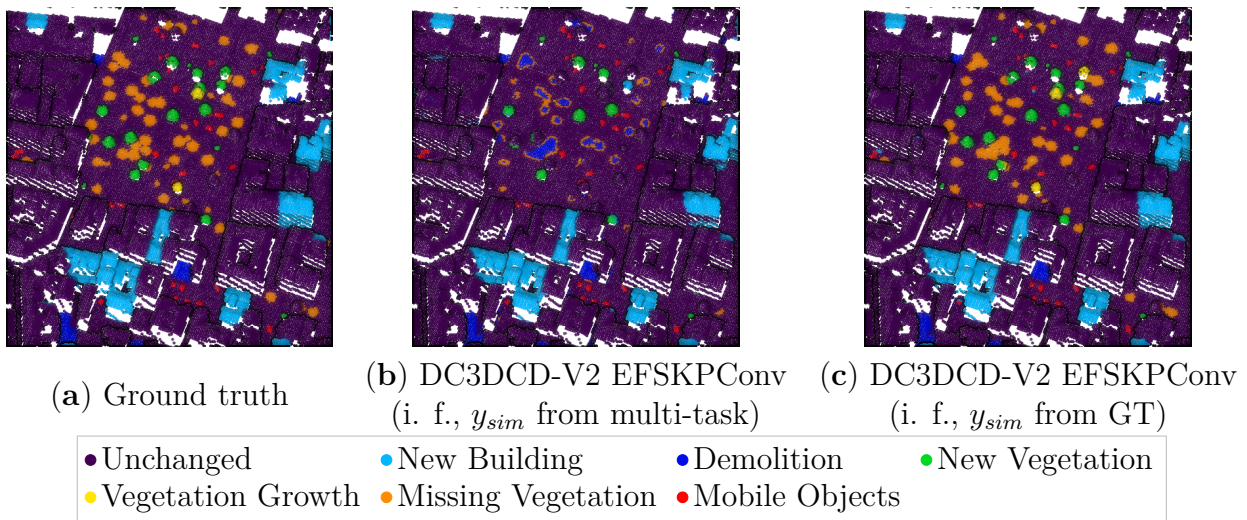 (a) Ground truth
(b) DC3DCD-V2 EFSKPConv
(i. f., y_sim from multi-task)
(c) DC3DCD-V2 EFSKPConv
(i. f., y_sim from GT)
Unchanged New Building Demolition New Vegetation
Vegetation Growth Missing Vegetation Mobile Objects